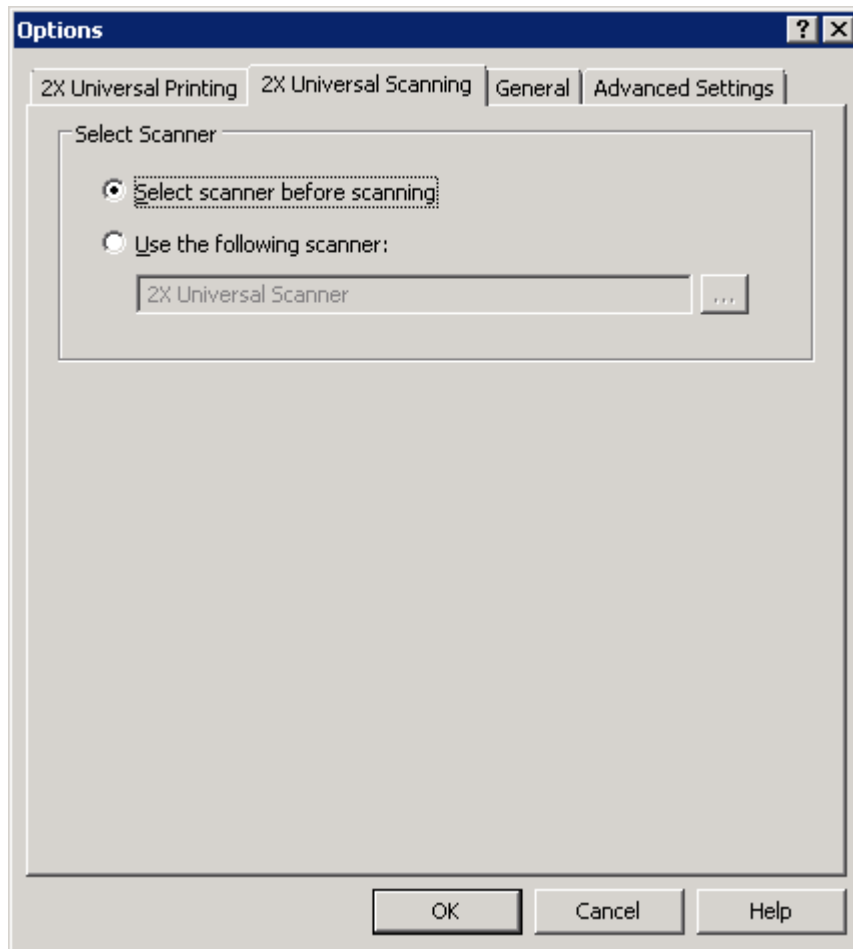 Options
2X Universal Printing 2X Universal Scanning General Advanced Settings
Select Scanner
Select scanner before scanning
Use the following scanner:
2X Universal Scanner ...
OK Cancel Help